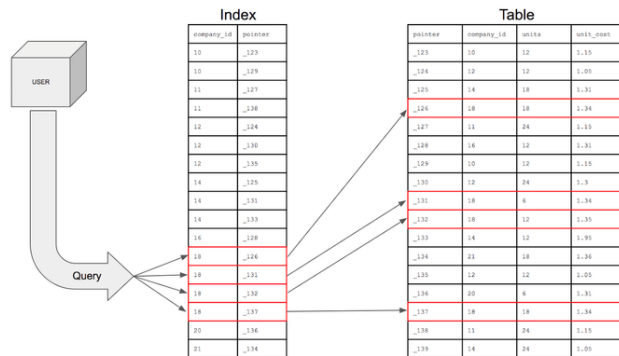 Index
company_id pointer
10 _123
10 _129
11 _127
11 _138
12 _124
12 _130
12 _135
14 _125
14 _131
14 _133
16 _128
18 _126
18 _131
18 _132
18 _137
20 _136
21 _134
Table
pointer company_id units unit_cost
_123 10 12 1.15
_124 12 12 1.05
_125 14 18 1.31
_126 18 18 1.34
_127 11 24 1.15
_128 16 12 1.31
_129 10 12 1.15
_130 12 24 1.3
_131 18 6 1.34
_132 18 12 1.35
_133 14 12 1.95
_134 21 18 1.36
_135 12 12 1.05
_136 20 6 1.31
_137 18 18 1.34
_138 11 24 1.15
_139 14 24 1.05
USER
Query